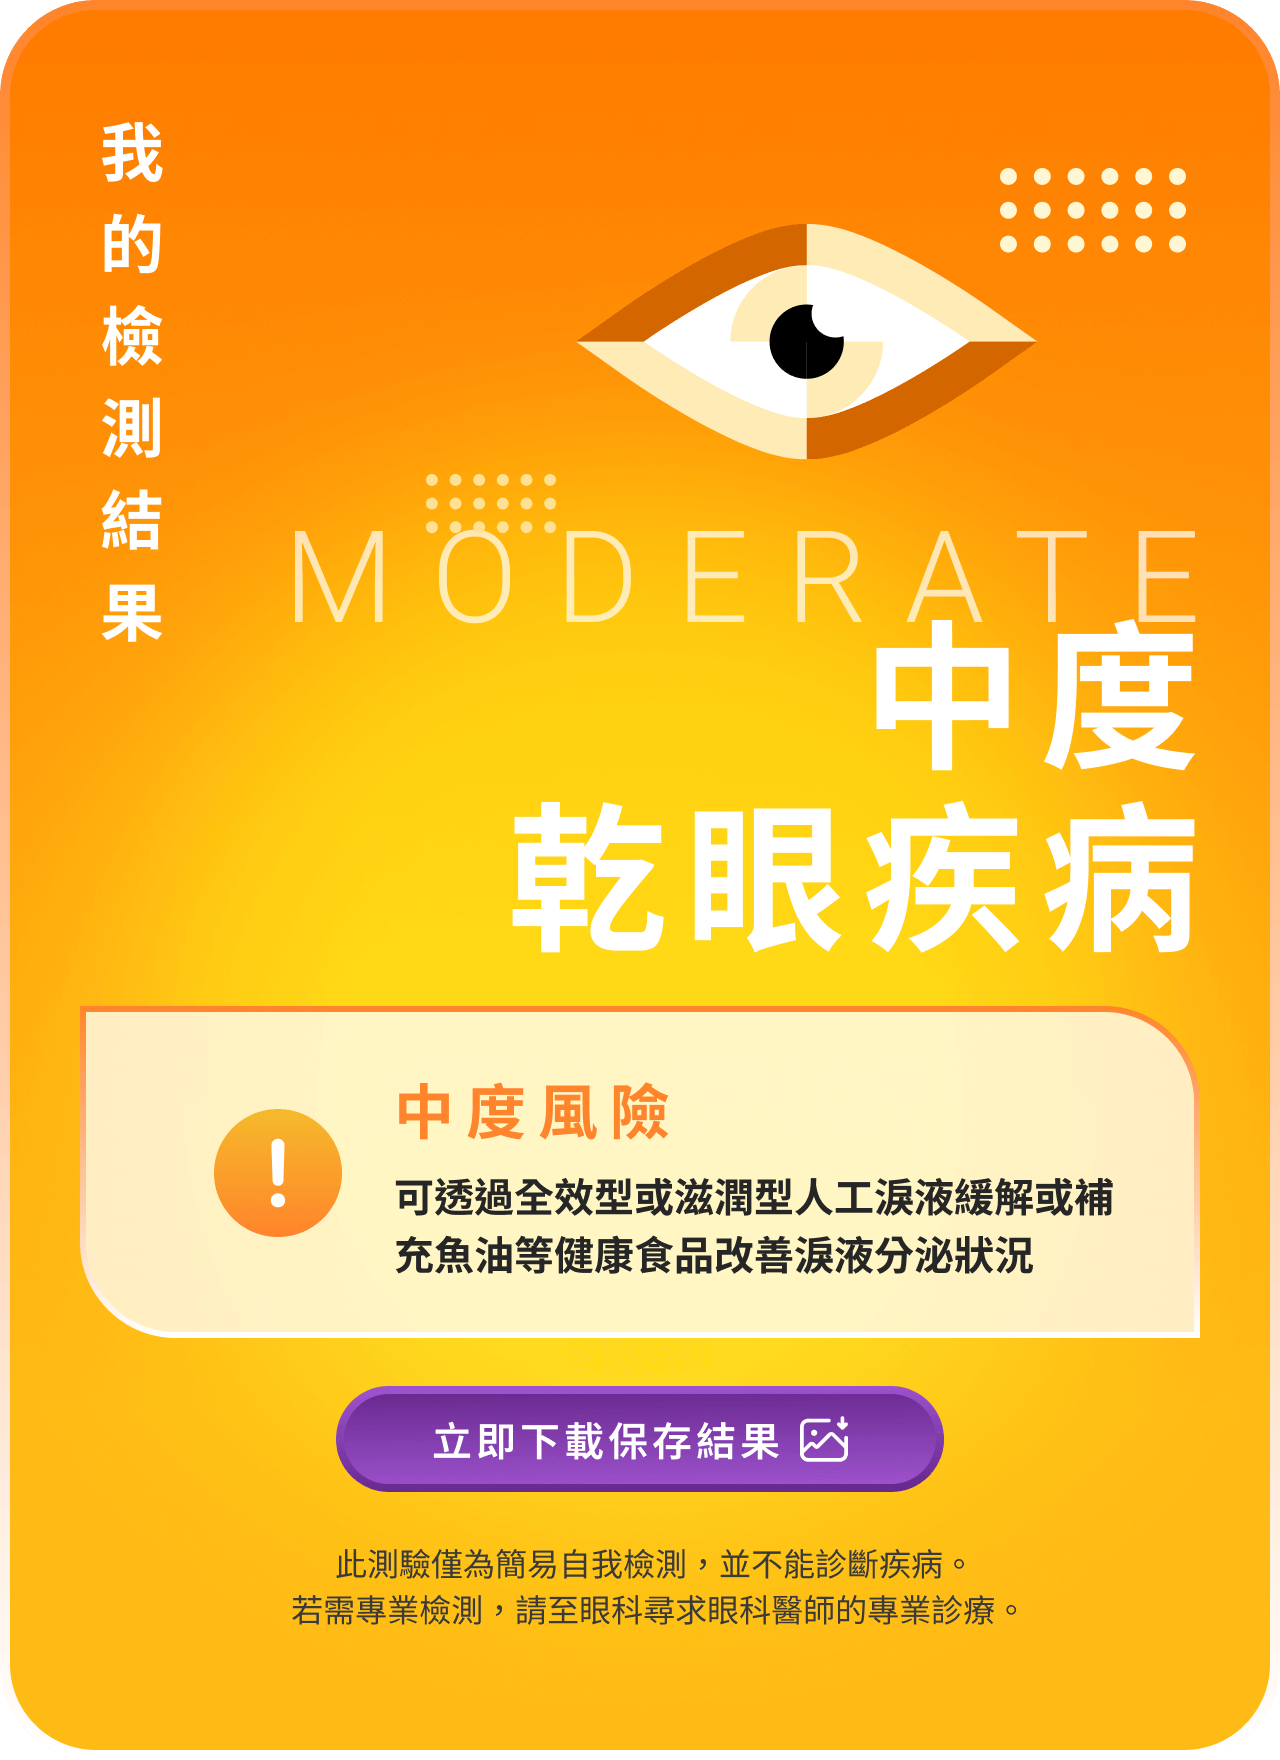 我的檢測結果
MODERATE
中度
乾眼疾病
中度風險
可透過全效型或滋潤型人工淚液緩解或補
充魚油等健康食品改善淚液分泌狀況
立即下載保存結果
此測驗僅為簡易自我檢測，並不能診斷疾病。
若需專業檢測，請至眼科尋求眼科醫師的專業診療。